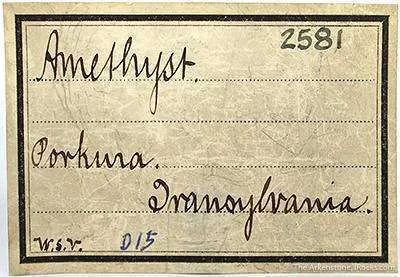 2581
Amethyst.
Porkura.
Transylvania.
W.S.V. D15
The Arkenstone, iRocks.com